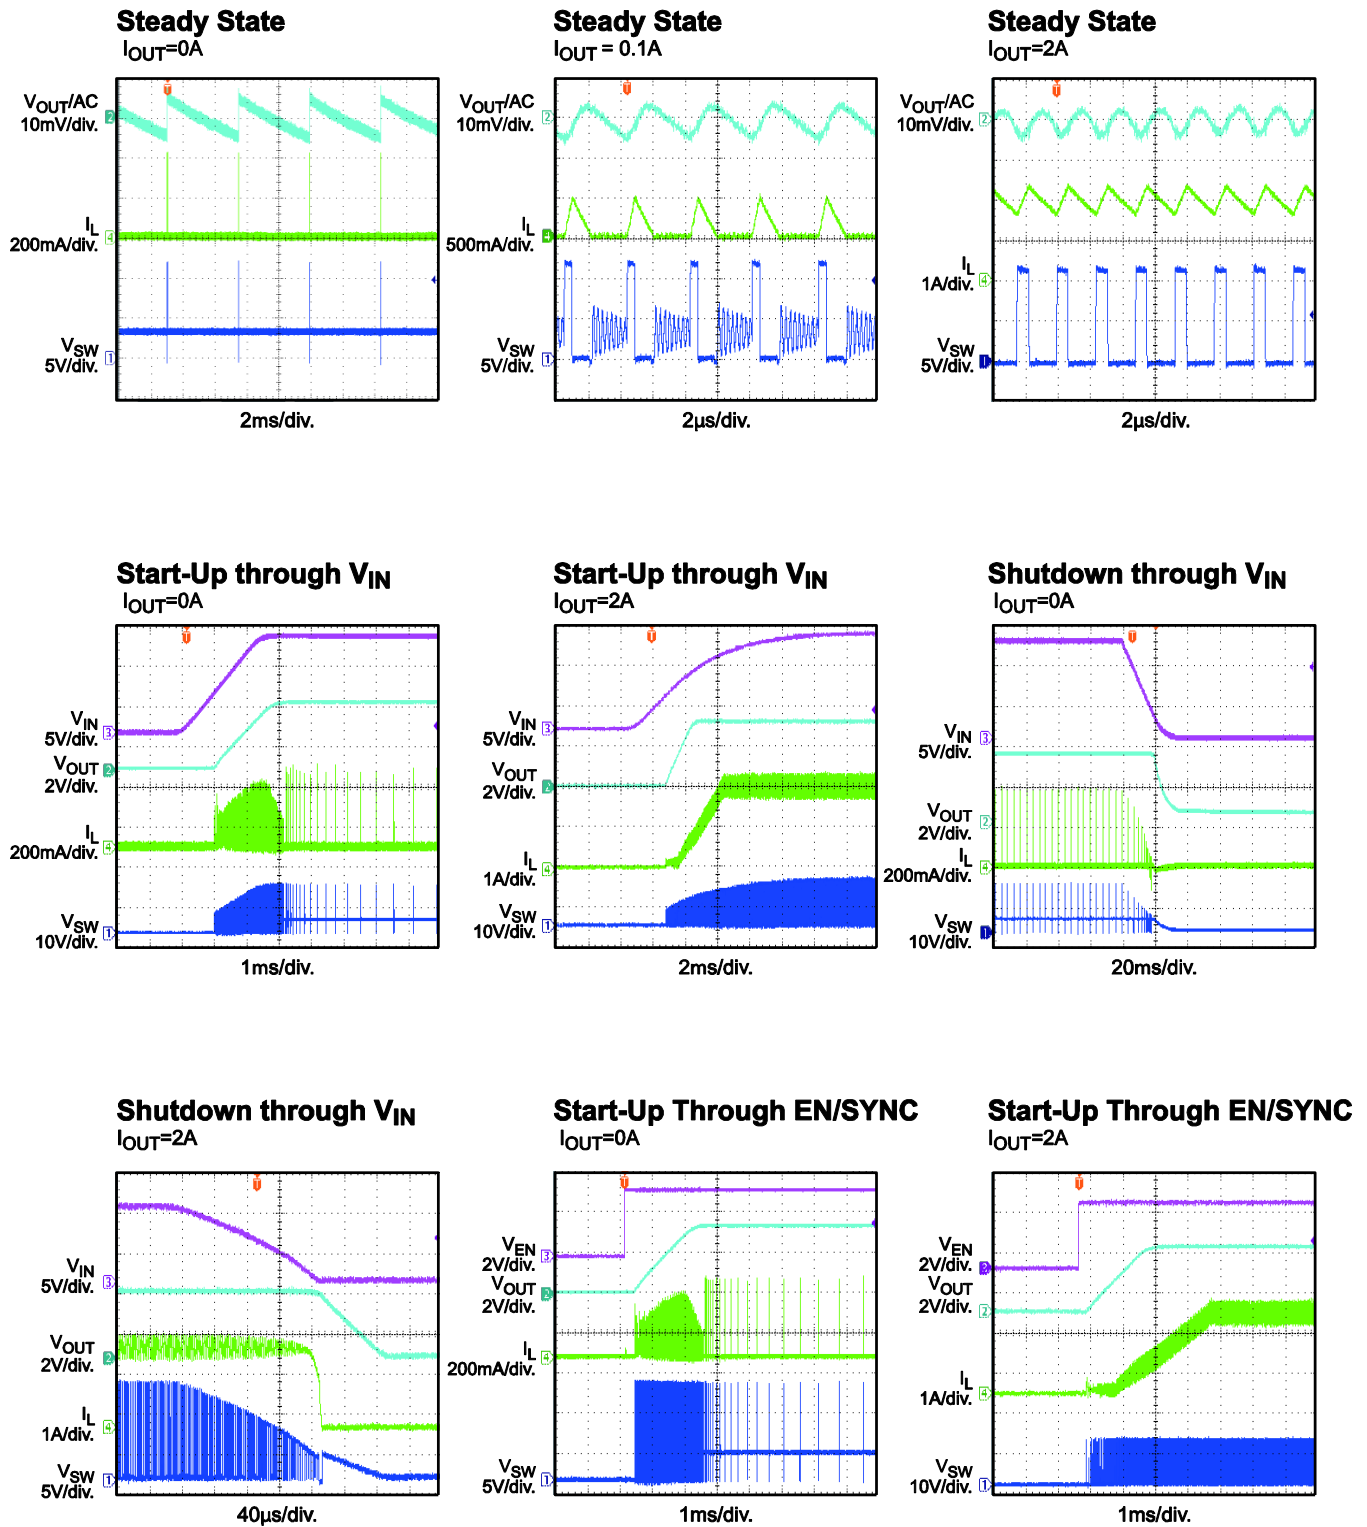 Steady State
IOUT=0A
VOUT/AC
10mV/div.
IL
200mA/div.
VSW
5V/div.
2ms/div.
Steady State
IOUT = 0.1A
VOUT/AC
10mV/div.
IL
500mA/div.
VSW
5V/div.
2µs/div.
Steady State
IOUT=2A
VOUT/AC
10mV/div.
IL
1A/div.
VSW
5V/div.
2µs/div.
Start-Up through VIN
IOUT=0A
VIN
5V/div.
VOUT
2V/div.
IL
200mA/div.
VSW
10V/div.
1ms/div.
Start-Up through VIN
IOUT=2A
VIN
5V/div.
VOUT
2V/div.
IL
1A/div.
VSW
10V/div.
2ms/div.
Shutdown through VIN
IOUT=0A
VIN
5V/div.
VOUT
2V/div.
IL
200mA/div.
VSW
10V/div.
20ms/div.
Shutdown through VIN
IOUT=2A
VIN
5V/div.
VOUT
2V/div.
IL
1A/div.
VSW
5V/div.
40µs/div.
Start-Up Through EN/SYNC
IOUT=0A
VEN
2V/div.
VOUT
2V/div.
IL
200mA/div.
VSW
5V/div.
1ms/div.
Start-Up Through EN/SYNC
IOUT=2A
VEN
2V/div.
VOUT
2V/div.
IL
1A/div.
VSW
10V/div.
1ms/div.